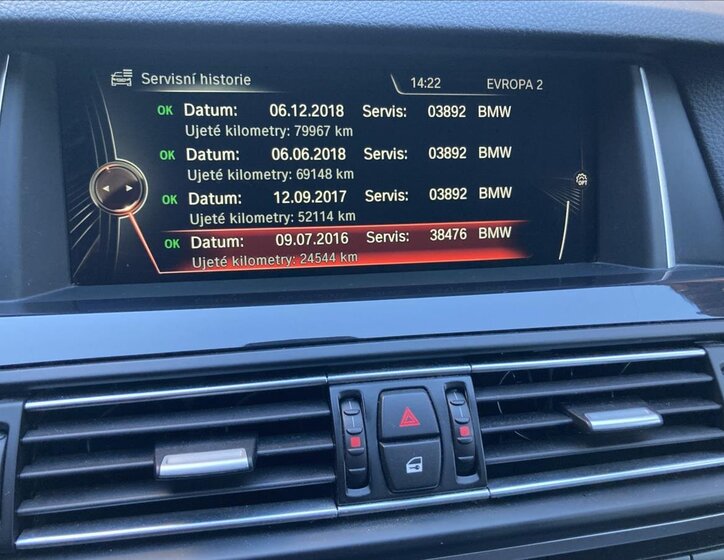 Servisní historie 14:22 EVROPA 2
OK Datum: 06.12.2018 Servis: 03892 BMW
Ujeté kilometry: 79967 km
OK Datum: 06.06.2018 Servis: 03892 BMW
Ujeté kilometry: 69148 km
OK Datum: 12.09.2017 Servis: 03892 BMW
Ujeté kilometry: 52114 km
OK Datum: 09.07.2016 Servis: 38476 BMW
Ujeté kilometry: 24544 km
OPT